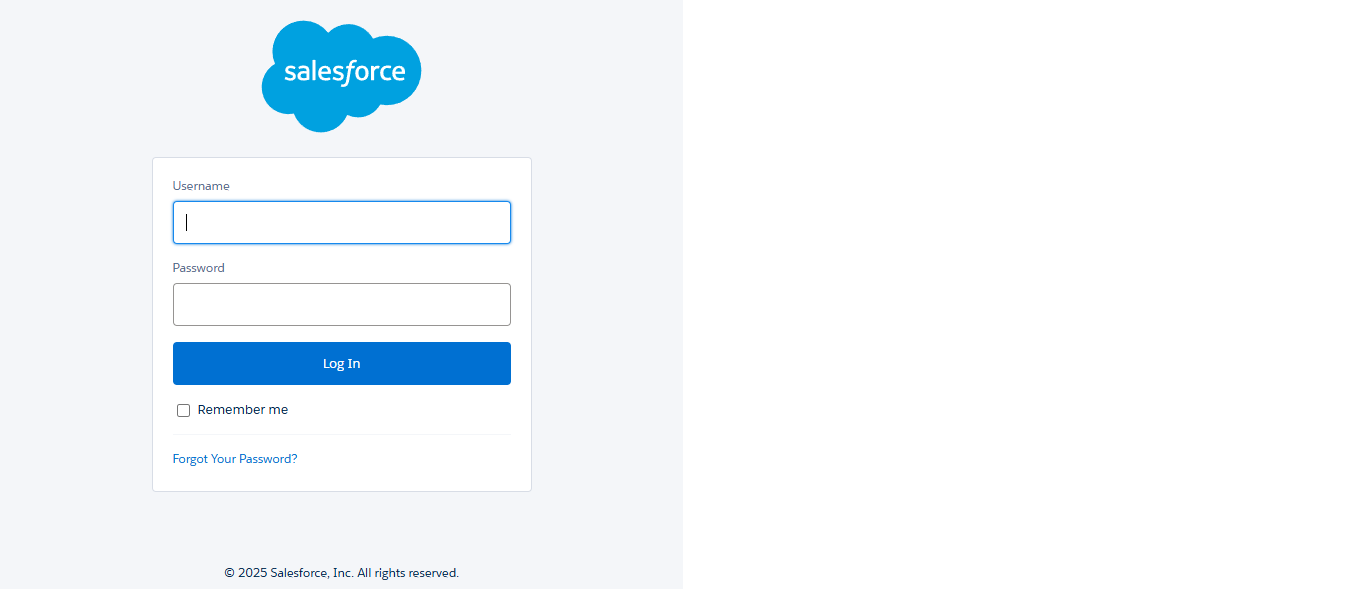 salesforce
Username
Password
Log In
Remember me
Forgot Your Password?
© 2025 Salesforce, Inc. All rights reserved.